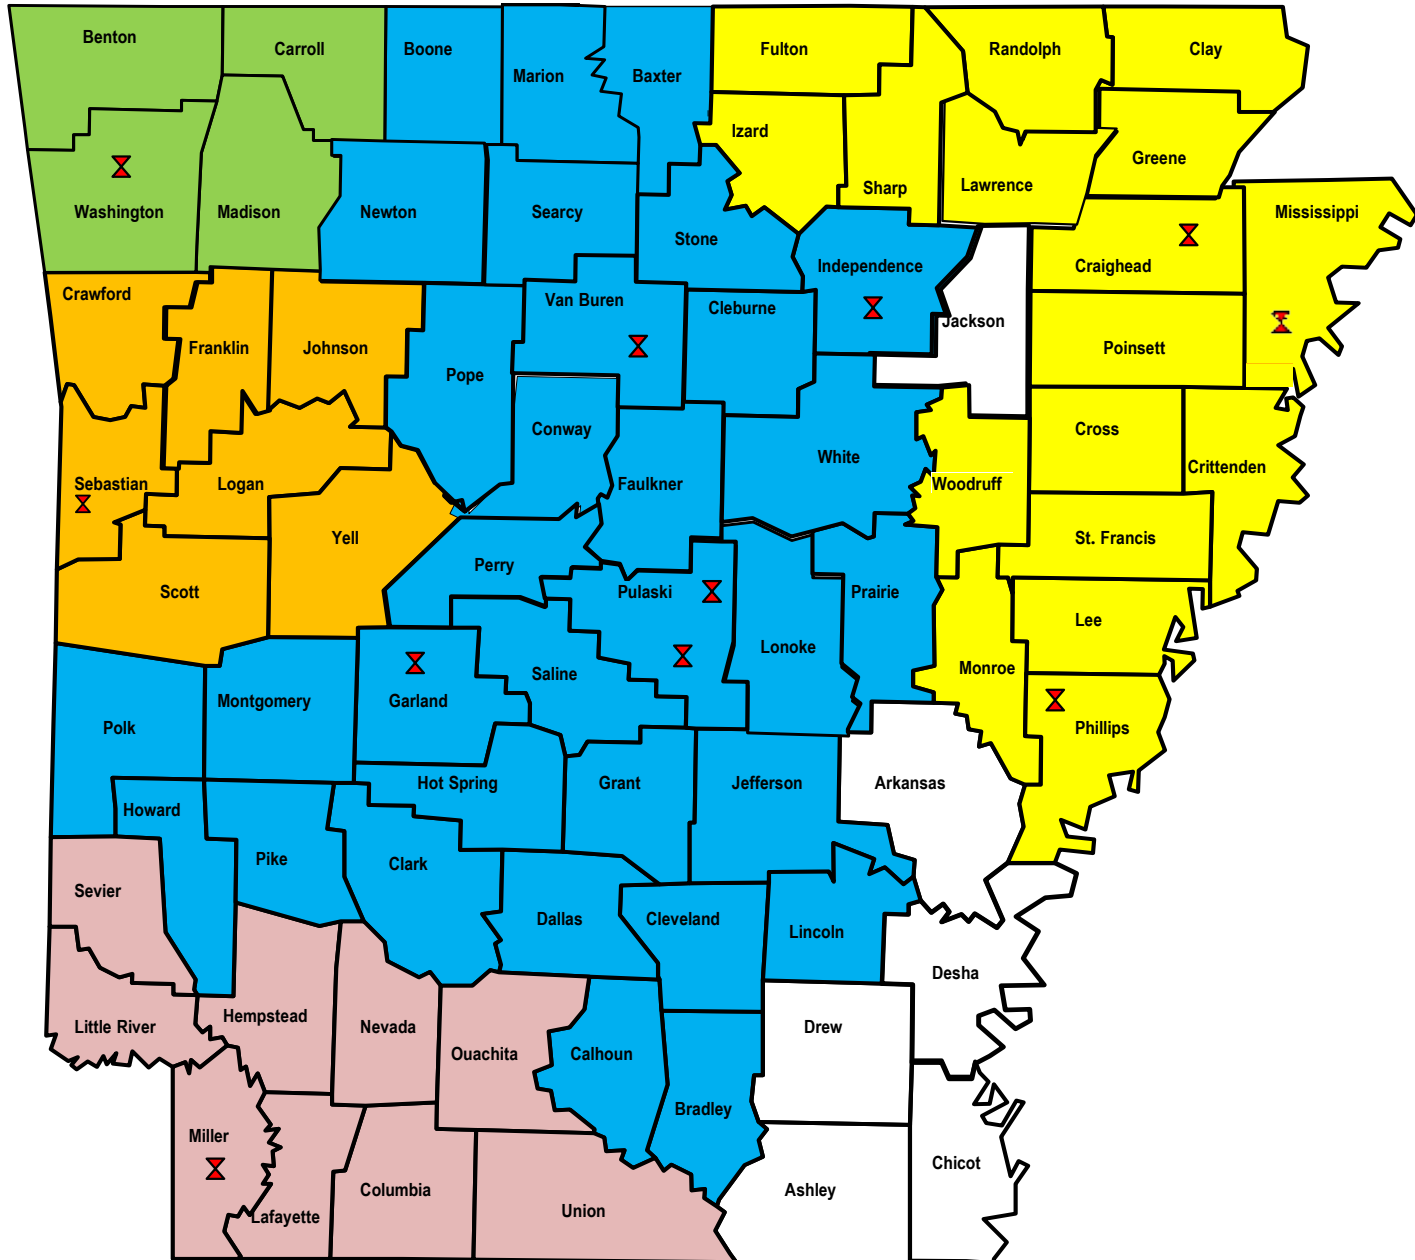 Benton
Carroll
Boone
Marion
Baxter
Fulton
Randolph
Clay
Izard
Greene
Sharp
Lawrence
Washington
Madison
Newton
Searcy
Stone
Mississippi
Independence
Craighead
Crawford
Van Buren
Cleburne
Jackson
Franklin
Johnson
Pope
Poinsett
Conway
White
Cross
Crittenden
Sebastian
Logan
Faulkner
Woodruff
Yell
St. Francis
Perry
Scott
Pulaski
Prairie
Lee
Lonoke
Monroe
Saline
Montgomery
Garland
Polk
Phillips
Hot Spring
Grant
Jefferson
Arkansas
Howard
Pike
Clark
Sevier
Dallas
Cleveland
Lincoln
Desha
Little River
Hempstead
Nevada
Drew
Ouachita
Calhoun
Bradley
Miller
Chicot
Columbia
Ashley
Lafayette
Union